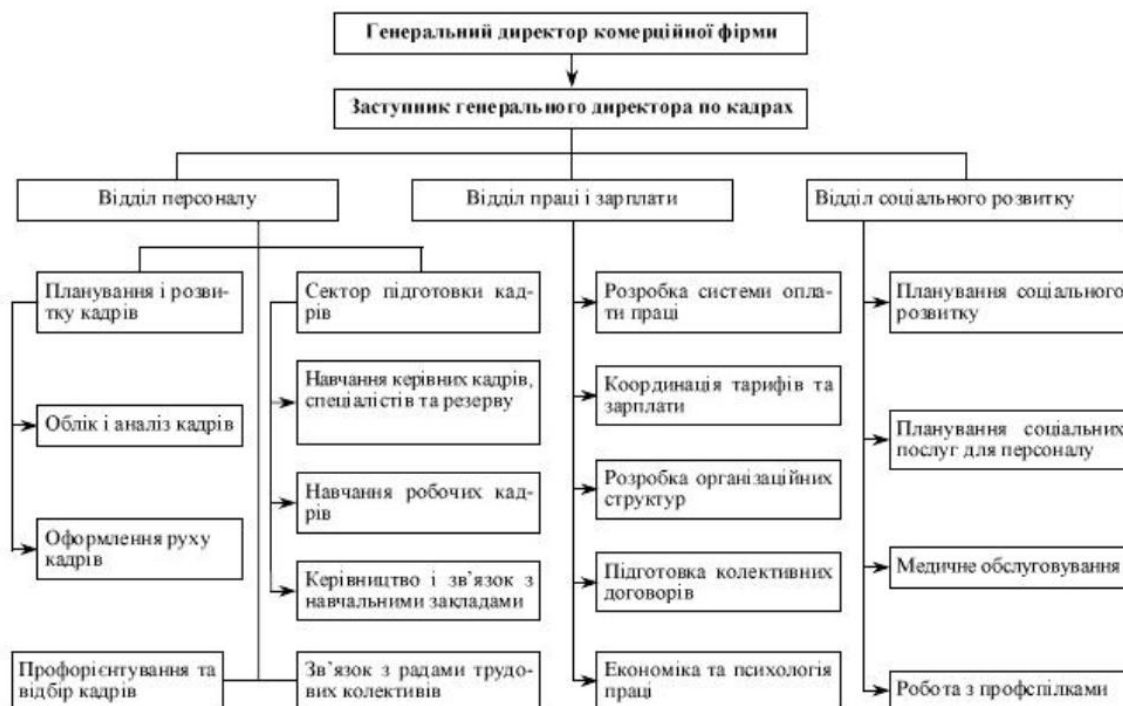 Генеральний директор комерційної фірми
Заступник генерального директора по кадрах
Відділ персоналу
Відділ праці і зарплати
Відділ соціального розвитку
Планування і розви-
тку кадрів
Сектор підготовки кад-
рів
Розробка системи опла-
ти праці
Планування соціального
розвитку
Навчання керівних кадрів,
спеціалістів та резерву
Координація тарифів та
зарплати
Облік і аналіз кадрів
Планування соціальних
послуг для персоналу
Навчання робочих кад-
рів
Розробка організаційних
структур
Оформлення руху
кадрів
Керівництво і зв’язок з
навчальними закладами
Підготовка колективних
договорів
Медичне обслуговування
Профорієнтування та
відбір кадрів
Зв’язок з радами трудо-
вих колективів
Економіка та психологія
праці
Робота з профспілками